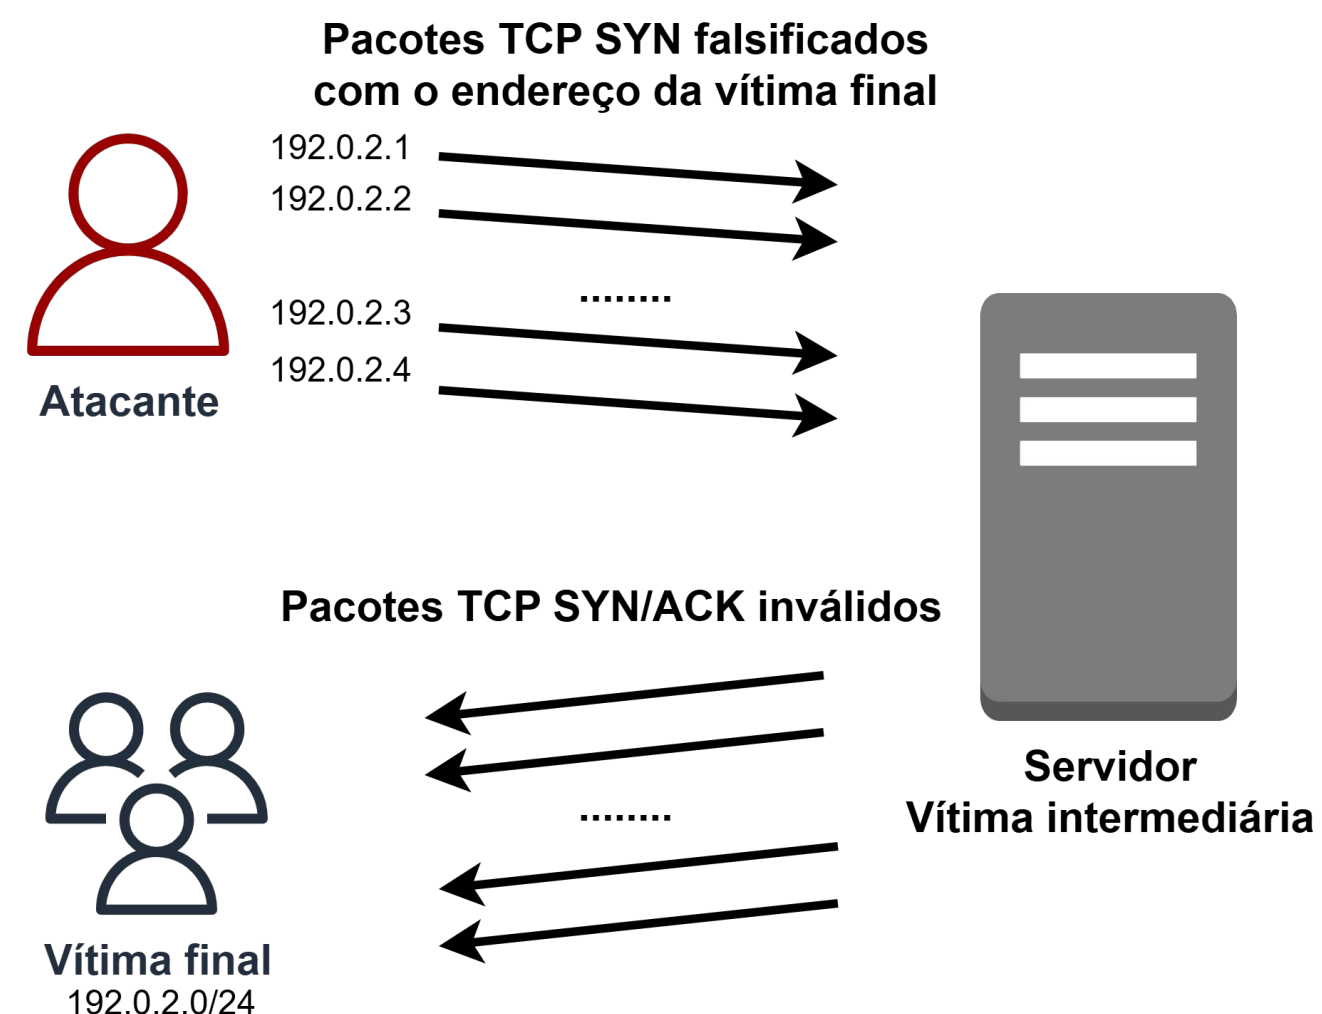 Pacotes TCP SYN falsificados
com o endereço da vítima final
192.0.2.1
192.0.2.2
........
192.0.2.3
192.0.2.4
Atacante
Pacotes TCP SYN/ACK inválidos
........
Servidor
Vítima intermediária
Vítima final
192.0.2.0/24